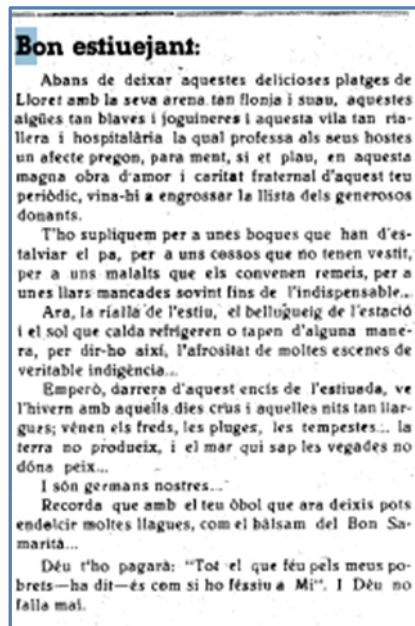 Bon estiuejant:
Abans de deixar aquestes delicioses platges de
Lloret amb la seva arena tan flonja i suau, aquestes
aigües tan blaves i joguineres i aquesta vila tan ria-
llera i hospitalària la qual professa als seus hostes
un afecte pregon, para ment, si et plau, en aquesta
magna obra d'amor i caritat fraternal d'aquest teu
periòdic, vina-hi a engrossar la llista dels generosos
donants.
T'ho supliquem per a unes boques que han d'es-
talviar el pa, per a uns cossos que no tenen vestit,
per a uns malalts que els convenen remeis, per a
unes llars mancades sovint fins de l'indispensable...
Ara, la rialla de l'estiu, el bellugueig de l'estació
i el sol que calda refrigeren o tapen d'alguna mane-
ra, per dir-ho així, l'afrositat de moltes escenes de
veritable indigència...
Emperò, darrera d'aquest encís de l'estiuada, ve
l'hivern amb aquells dies crus i aquelles nits tan llar-
gues; vénen els freds, les pluges, les tempestes... la
terra no produeix, i el mar qui sap les vegades no
dóna peix...
I són germans nostres...
Recorda que amb el teu òbol que ara deixis pots
endolcir moltes llagues, com el bàlsam del Bon Sa-
marità...
Déu t'ho pagarà: "Tot el que féu pels meus po-
brets—ha dit—és com si ho féssiu a Mi". I Déu no
falla mai.